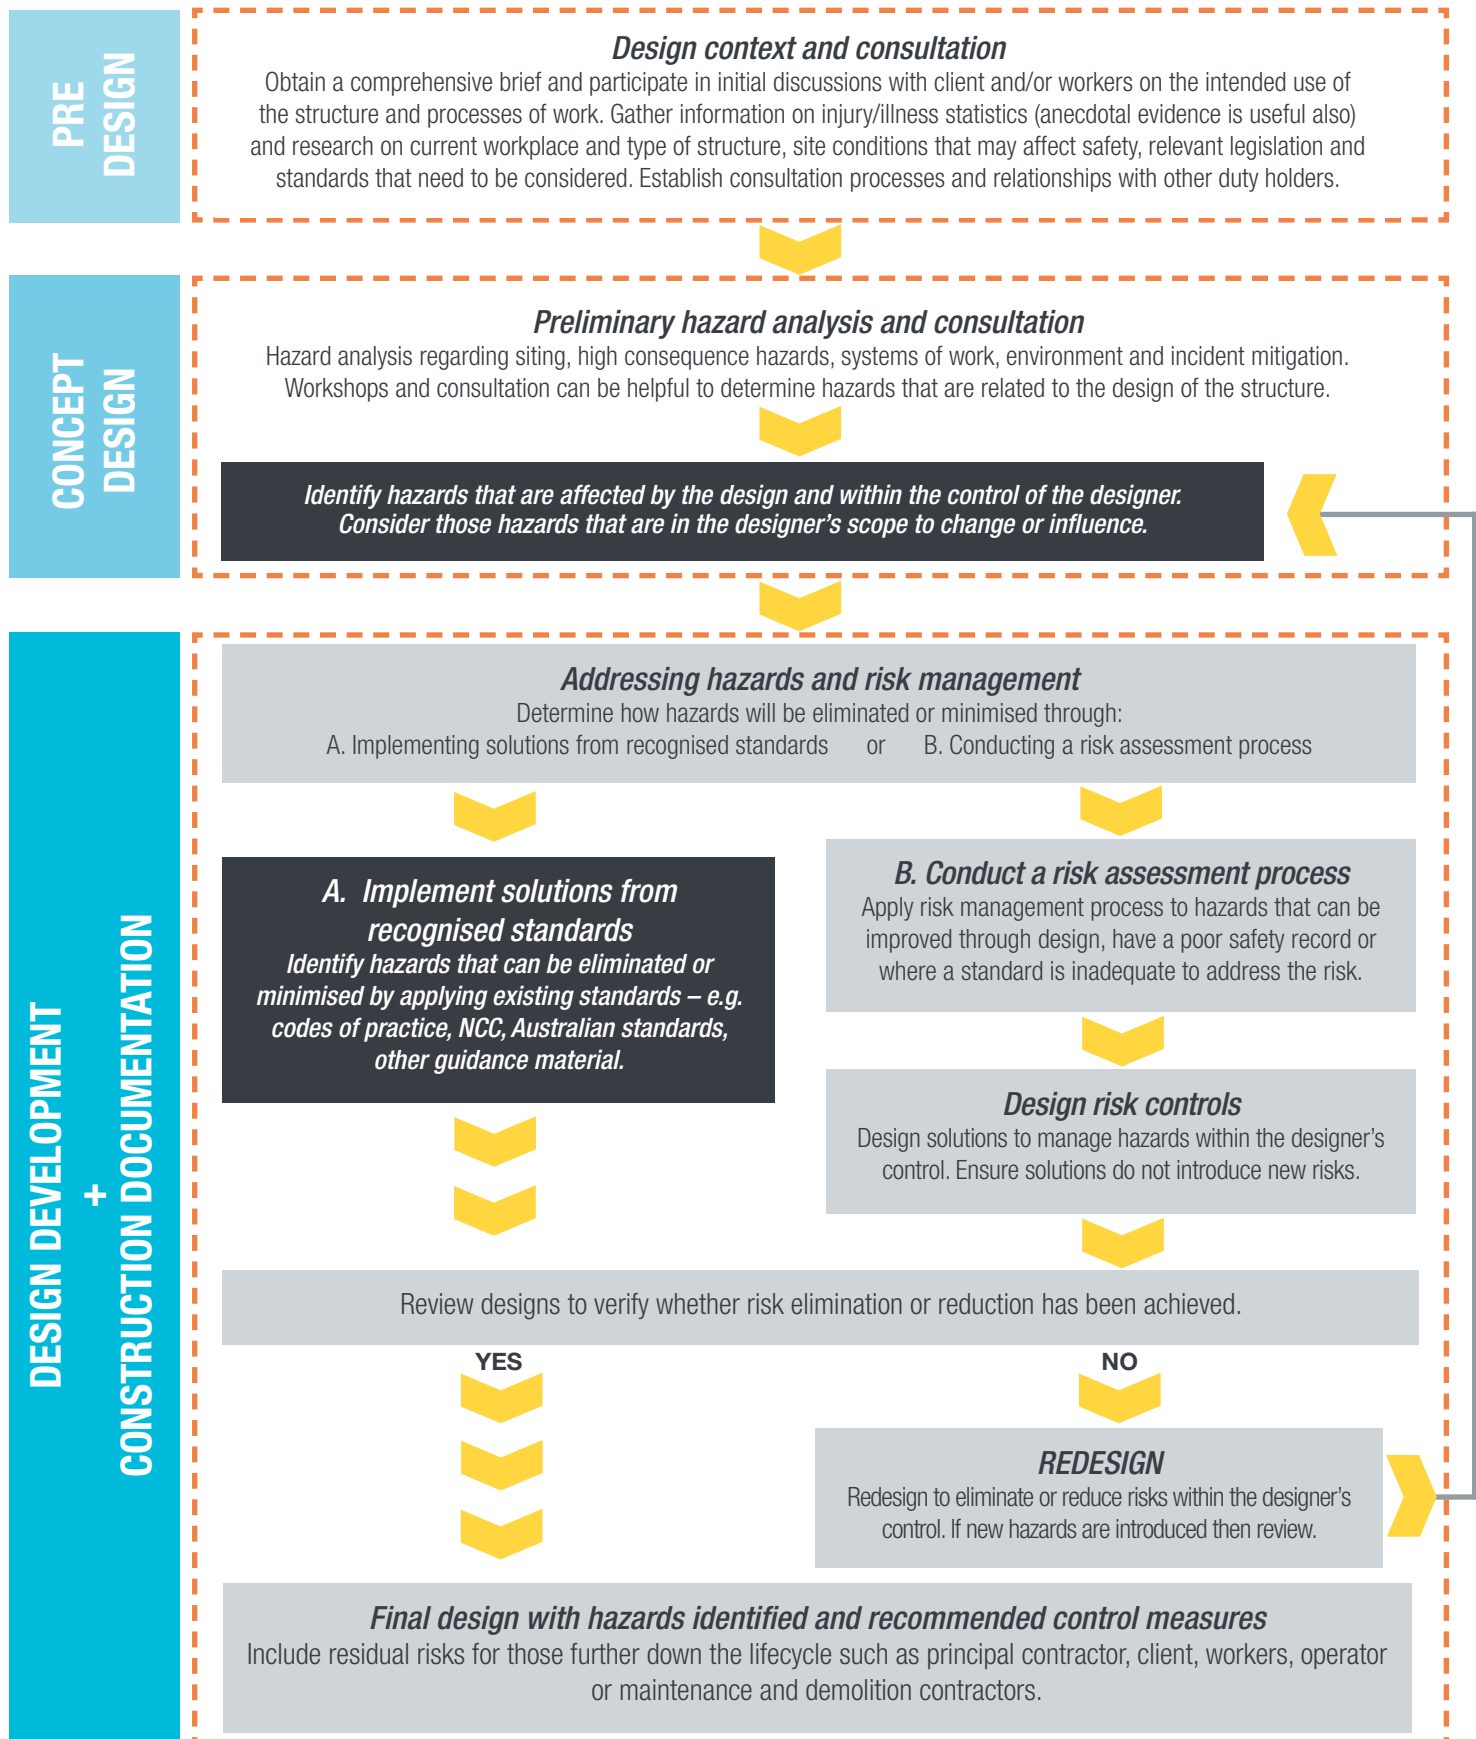 PRE
DESIGN
Design context and consultation
Obtain a comprehensive brief and participate in initial discussions with client and/or workers on the intended use of
the structure and processes of work. Gather information on injury/illness statistics (anecdotal evidence is useful also)
and research on current workplace and type of structure, site conditions that may affect safety, relevant legislation and
standards that need to be considered. Establish consultation processes and relationships with other duty holders.
CONCEPT
DESIGN
Preliminary hazard analysis and consultation
Hazard analysis regarding siting, high consequence hazards, systems of work, environment and incident mitigation.
Workshops and consultation can be helpful to determine hazards that are related to the design of the structure.
Identify hazards that are affected by the design and within the control of the designer.
Consider those hazards that are in the designer's scope to change or influence.
DESIGN DEVELOPMENT
+
CONSTRUCTION DOCUMENTATION
Addressing hazards and risk management
Determine how hazards will be eliminated or minimised through:
A. Implementing solutions from recognised standards or B. Conducting a risk assessment process
A. Implement solutions from
recognised standards
Identify hazards that can be eliminated or
minimised by applying existing standards – e.g.
codes of practice, NCC, Australian standards,
other guidance material.
B. Conduct a risk assessment process
Apply risk management process to hazards that can be
improved through design, have a poor safety record or
where a standard is inadequate to address the risk.
Design risk controls
Design solutions to manage hazards within the designer's
control. Ensure solutions do not introduce new risks.
Review designs to verify whether risk elimination or reduction has been achieved.
YES
NO
REDESIGN
Redesign to eliminate or reduce risks within the designer's
control. If new hazards are introduced then review.
Final design with hazards identified and recommended control measures
Include residual risks for those further down the lifecycle such as principal contractor, client, workers, operator
or maintenance and demolition contractors.